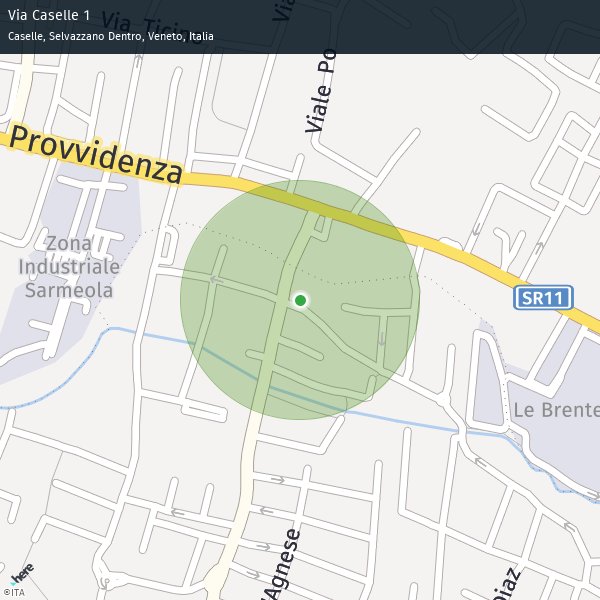 Via Caselle 1
Caselle, Selvazzano Dentro, Veneto, Italia
Via Ticino
Via
Viale Po
Provvidenza
Zona
Industriale
Sarmeola
SR11
Le Brente
d'Agnese
Diaz
here
©ITA